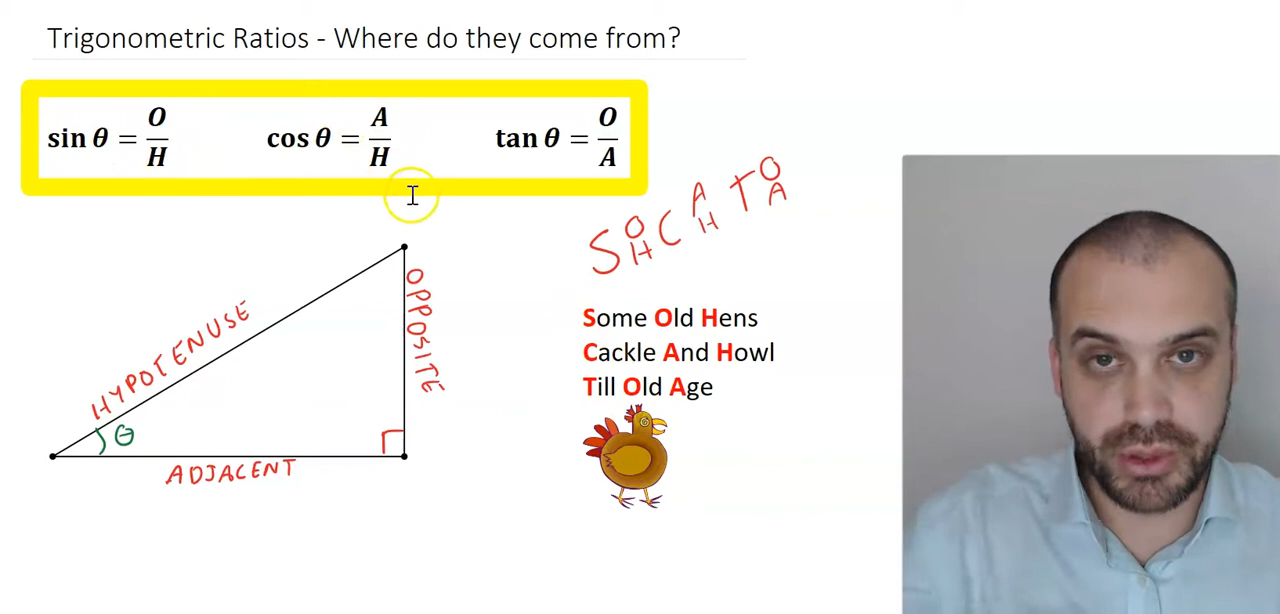 Trigonometric Ratios - Where do they come from?
sin θ = O/H cos θ = A/H tan θ = O/A
S O/H C A/H T O/A
HYPOTENUSE
OPPOSITE
θ
ADJACENT
Some Old Hens
Cackle And Howl
Till Old Age